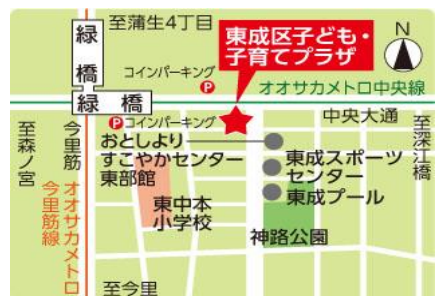 至蒲生4丁目
緑橋
東成区子ども・
子育てプラザ
N
コインパーキング
P
オオサカメトロ中央線
緑橋
中央大通
P コインパーキング
至森ノ宮
今里筋
オオサカメトロ
今里筋線
おとしより
すこやかセンター
東部館
東成スポーツ
センター
東成プール
至深江橋
東中本
小学校
神路公園
至今里